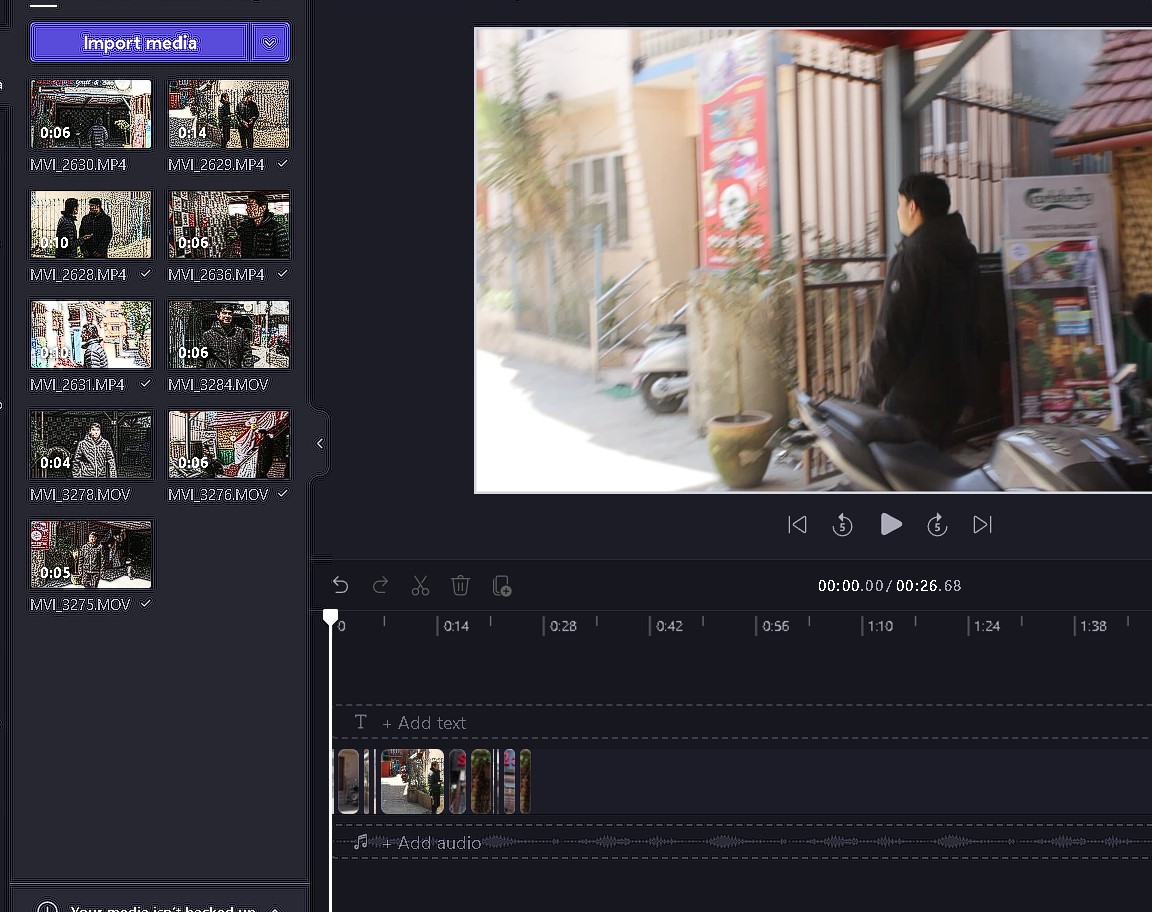 Import media
0:06
0:14
MVI_2630.MP4
MVI_2629.MP4
0:10
0:06
MVI_2628.MP4
MVI_2636.MP4
0:10
0:06
MVI_2631.MP4
MVI_3284.MOV
0:04
0:06
MVI_3278.MOV
MVI_3276.MOV
0:05
MVI_3275.MOV
Your media isn't backed up
Carlsberg
5
5
00:00.00 / 00:26.68
0 0:14 0:28 0:42 0:56 1:10 1:24 1:38
T + Add text
+ Add audio